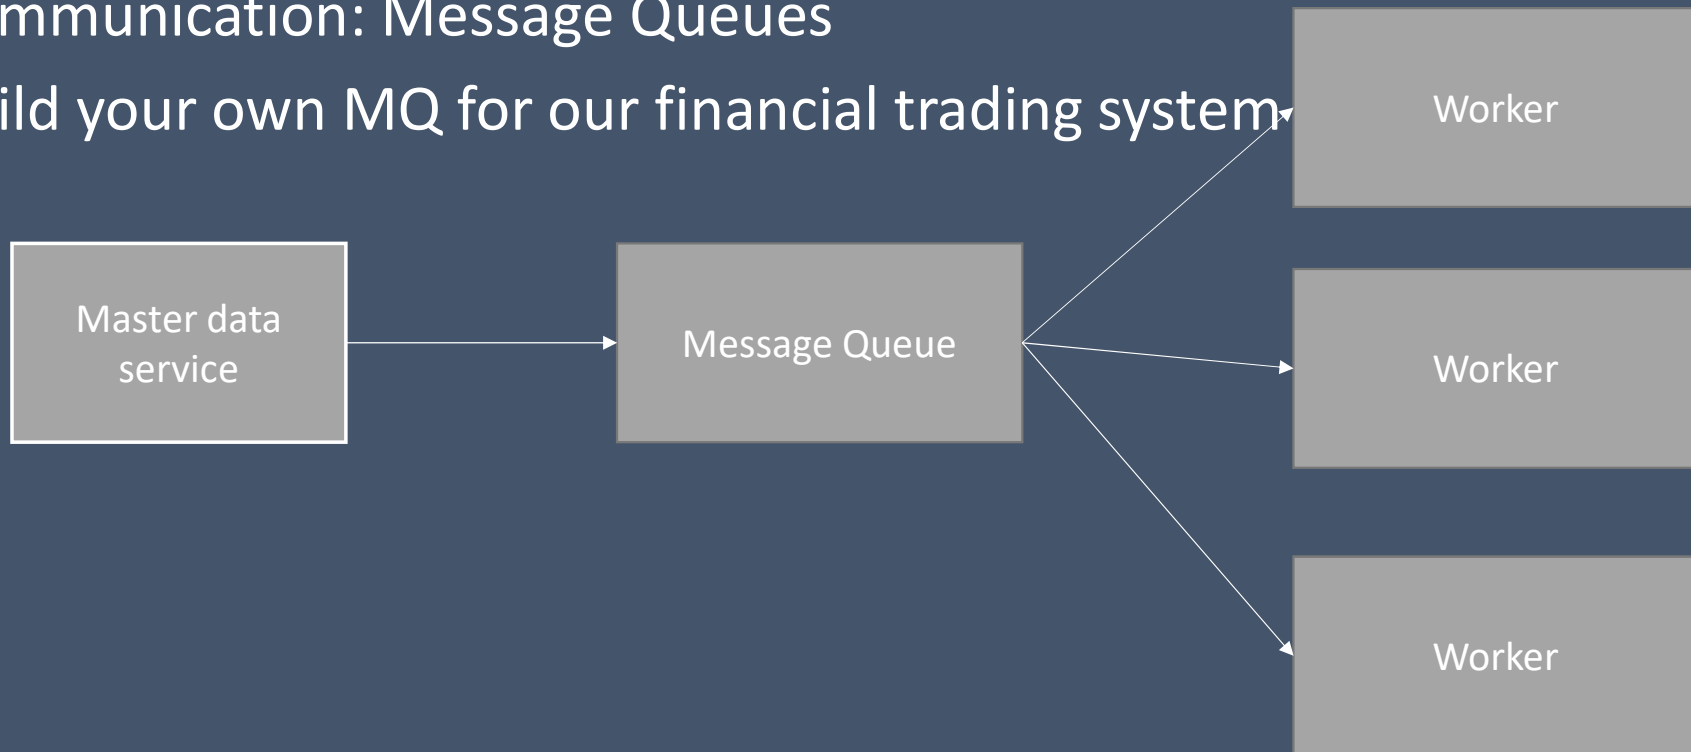 mmunication: Message Queues
ild your own MQ for our financial trading system
Worker
Master data
service
Message Queue
Worker
Worker